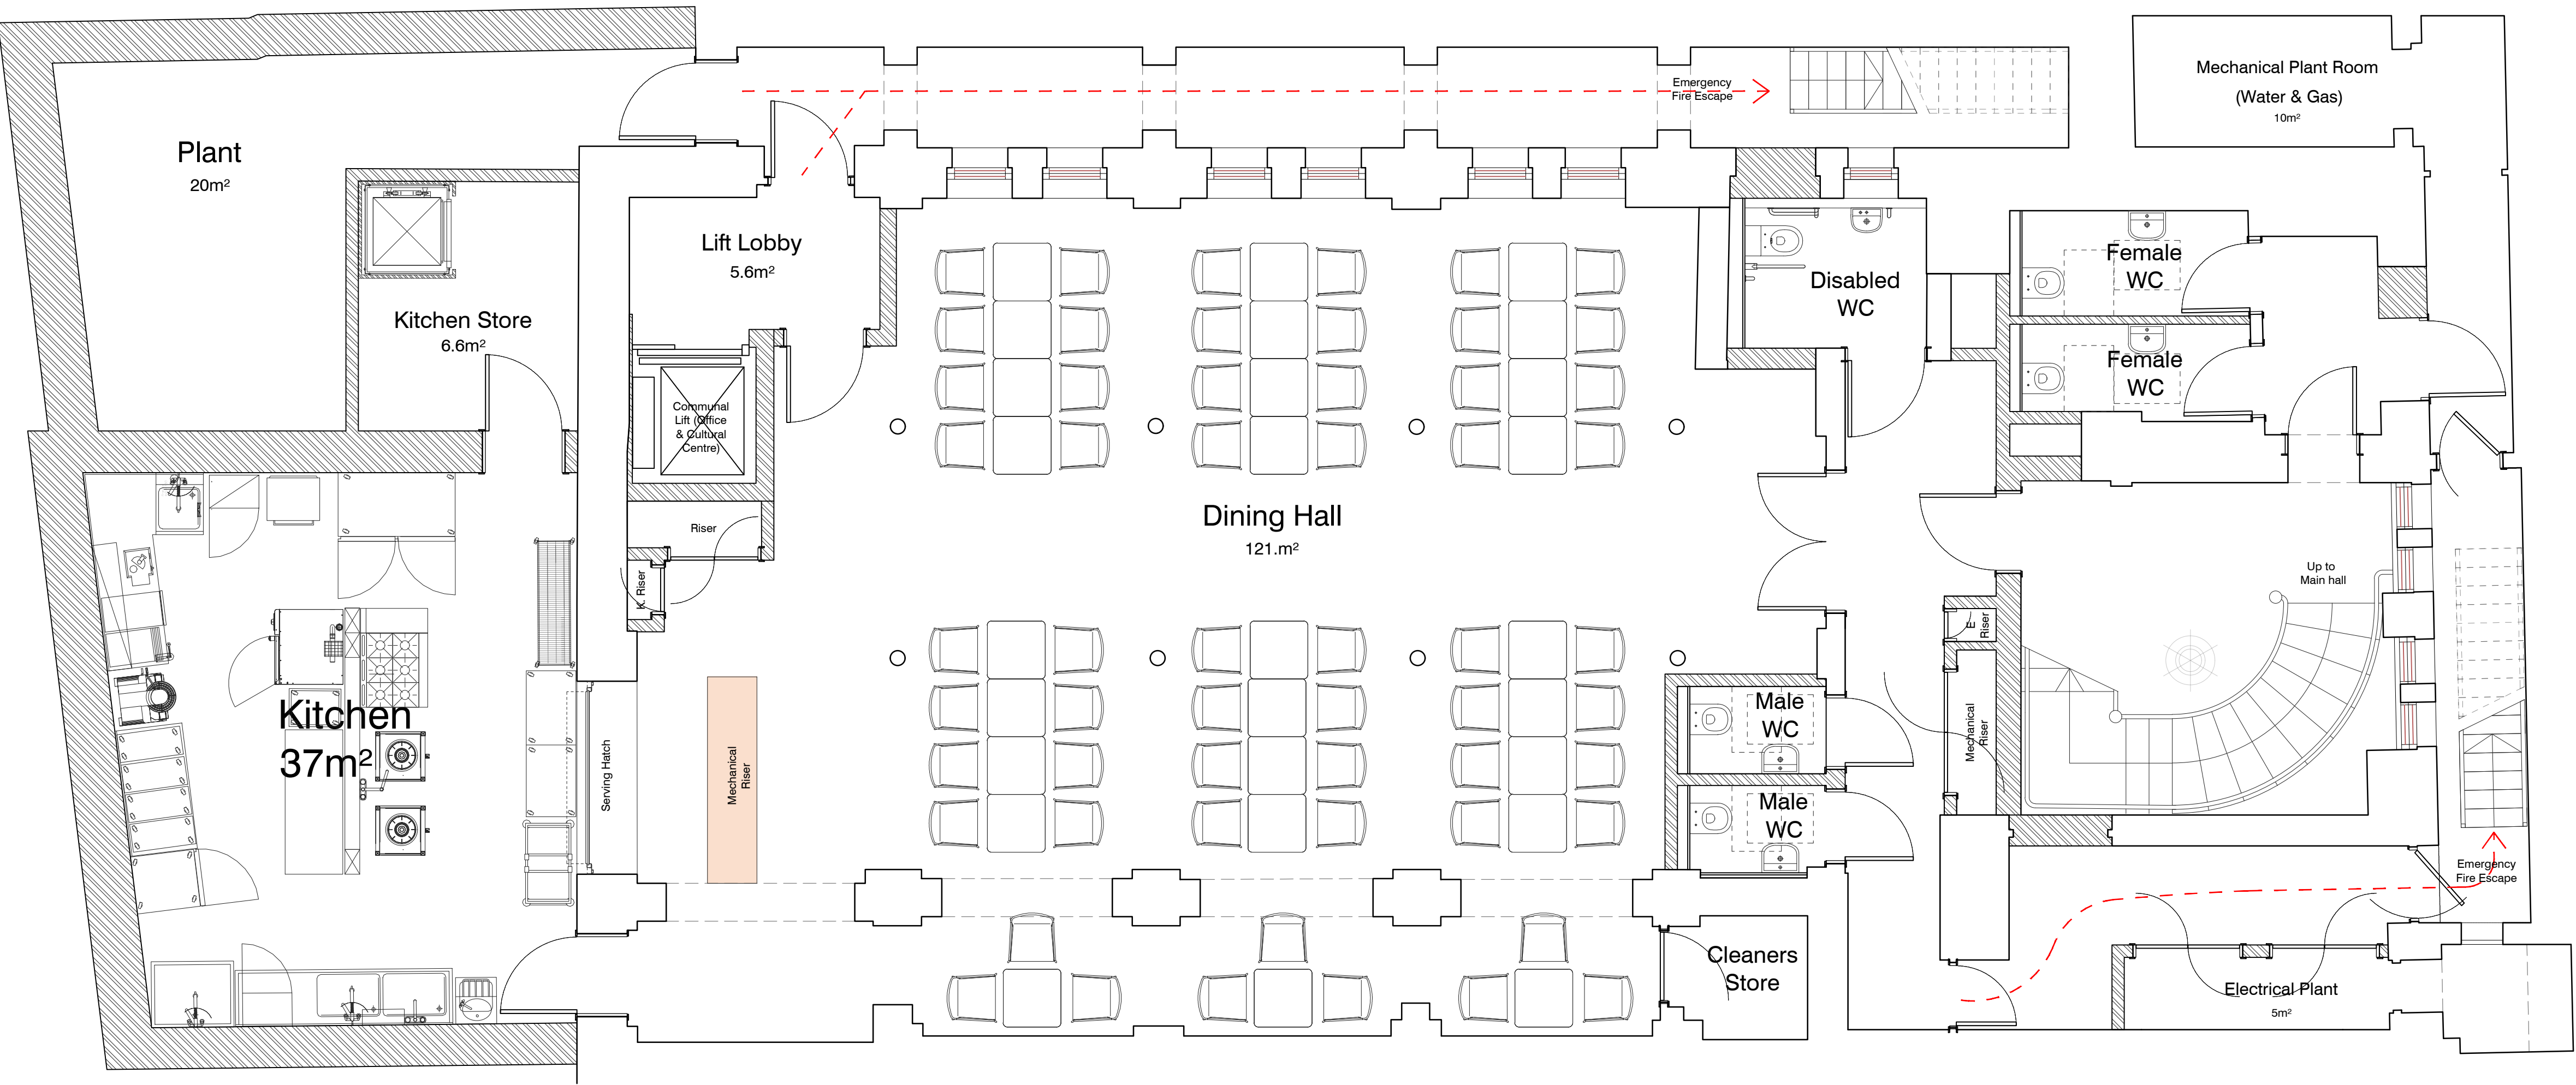 Emergency
Fire Escape
Mechanical Plant Room
(Water & Gas)
10m²
Plant
20m²
Lift Lobby
5.6m²
Kitchen Store
6.6m²
Disabled
WC
Female
WC
Female
WC
Communal
Lift (Office
& Cultural
Centre)
Riser
K. Riser
Dining Hall
121.m²
Up to
Main hall
E
Riser
Mechanical
Riser
Kitchen
37m²
Serving Hatch
Mechanical
Riser
Male
WC
Male
WC
Emergency
Fire Escape
Cleaners
Store
Electrical Plant
5m²